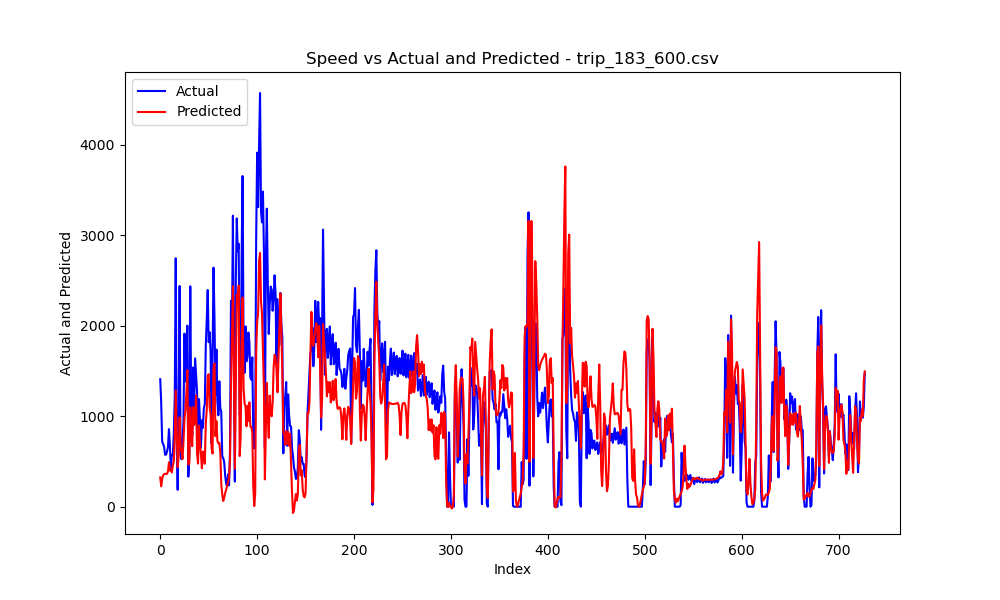 Speed vs Actual and Predicted - trip_183_600.csv
Actual
Predicted
4000
3000
2000
1000
0
Actual and Predicted
0 100 200 300 400 500 600 700
Index